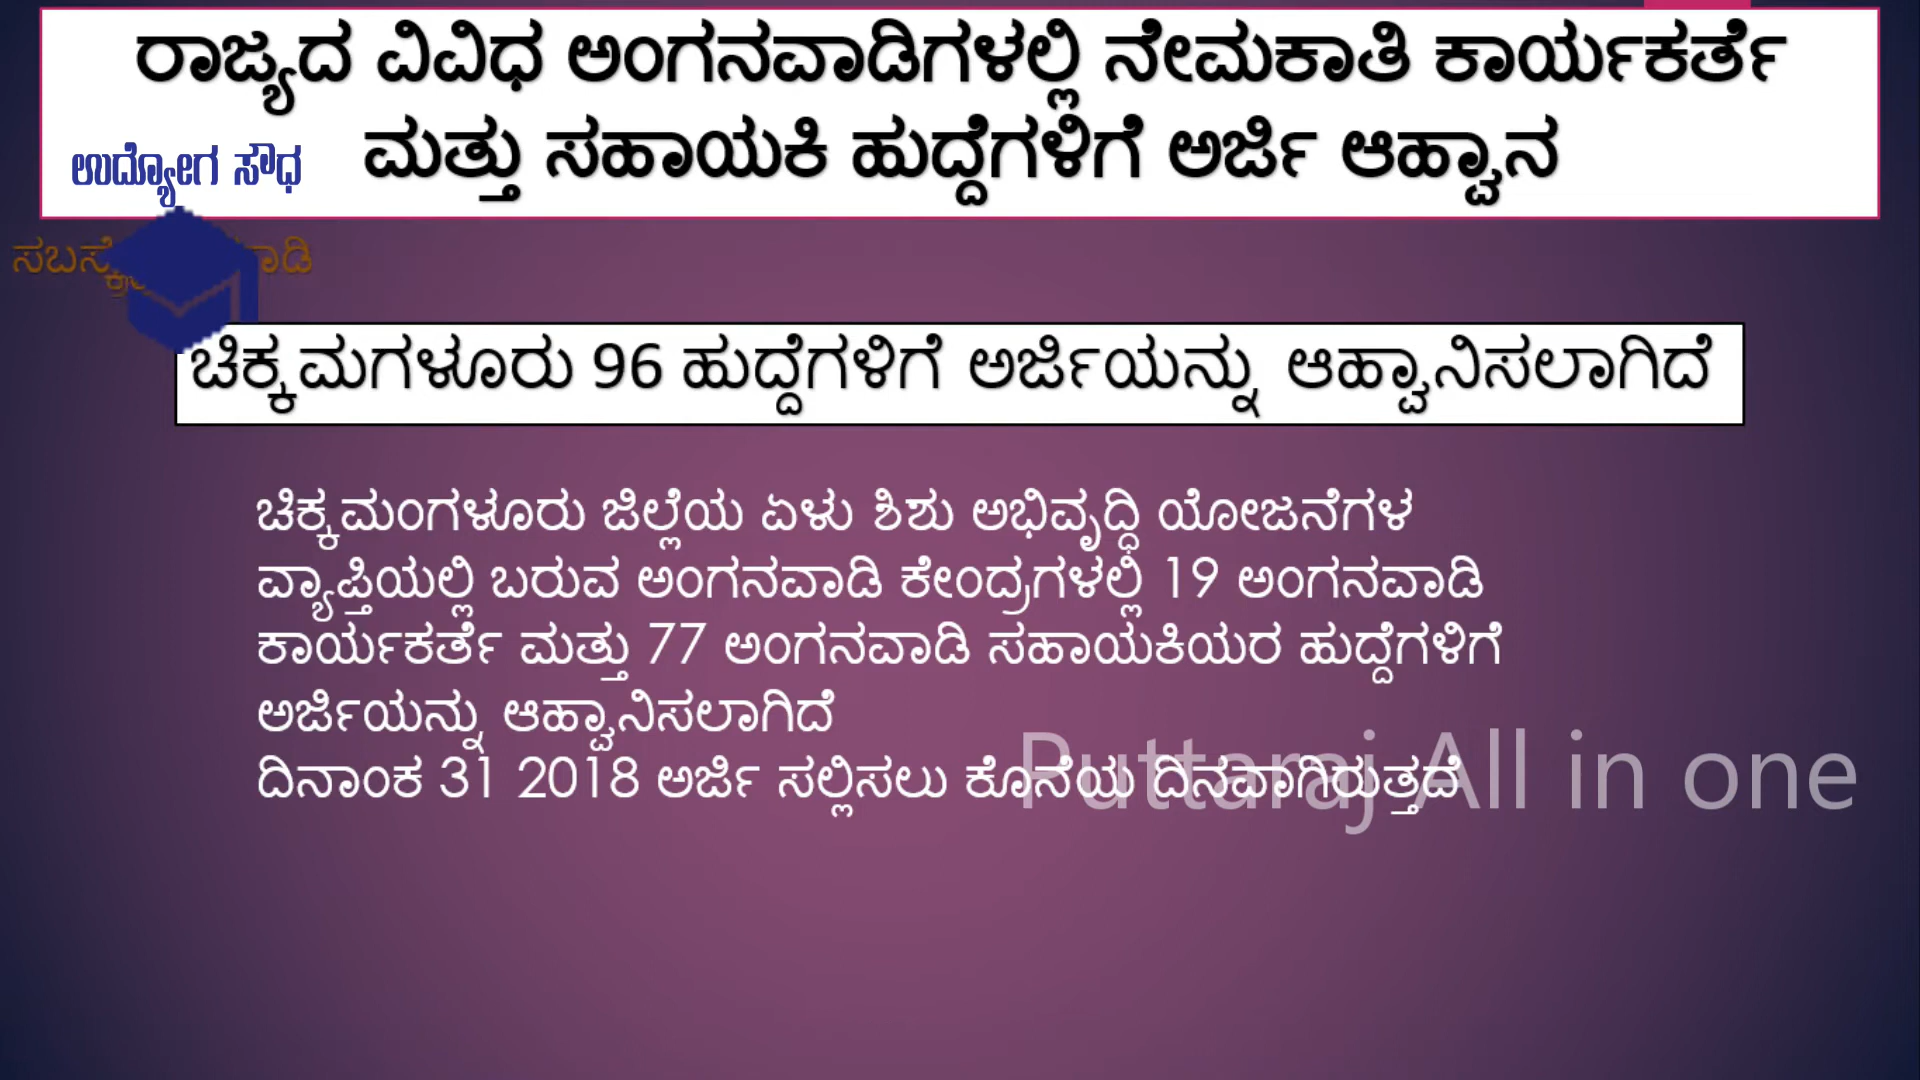 ರಾಜ್ಯದ ವಿವಿಧ ಅಂಗನವಾಡಿಗಳಲ್ಲಿ ನೇಮಕಾತಿ ಕಾರ್ಯಕರ್ತೆ
ಮತ್ತು ಸಹಾಯಕಿ ಹುದ್ದೆಗಳಿಗೆ ಅರ್ಜಿ ಆಹ್ವಾನ
ಉದ್ಯೋಗ ಸೌಧ
ಚಿಕ್ಕಮಗಳೂರು 96 ಹುದ್ದೆಗಳಿಗೆ ಅರ್ಜಿಯನ್ನು ಆಹ್ವಾನಿಸಲಾಗಿದೆ
ಚಿಕ್ಕಮಂಗಳೂರು ಜಿಲ್ಲೆಯ ಏಳು ಶಿಶು ಅಭಿವೃದ್ಧಿ ಯೋಜನೆಗಳ
ವ್ಯಾಪ್ತಿಯಲ್ಲಿ ಬರುವ ಅಂಗನವಾಡಿ ಕೇಂದ್ರಗಳಲ್ಲಿ 19 ಅಂಗನವಾಡಿ
ಕಾರ್ಯಕರ್ತೆ ಮತ್ತು 77 ಅಂಗನವಾಡಿ ಸಹಾಯಕಿಯರ ಹುದ್ದೆಗಳಿಗೆ
ಅರ್ಜಿಯನ್ನು ಆಹ್ವಾನಿಸಲಾಗಿದೆ
ದಿನಾಂಕ 31 2018 ಅರ್ಜಿ ಸಲ್ಲಿಸಲು ಕೊನೆಯ ದಿನವಾಗಿರುತ್ತದೆ
Puttaraj All in one